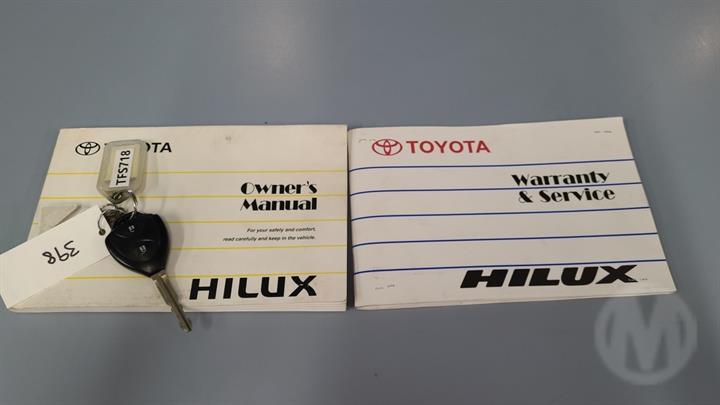 TOYOTA
TFS718
Owner's
Manual
For your safety and comfort,
read carefully and keep in the vehicle.
398
HILUX
TOYOTA
Warranty
& Service
HILUX
M